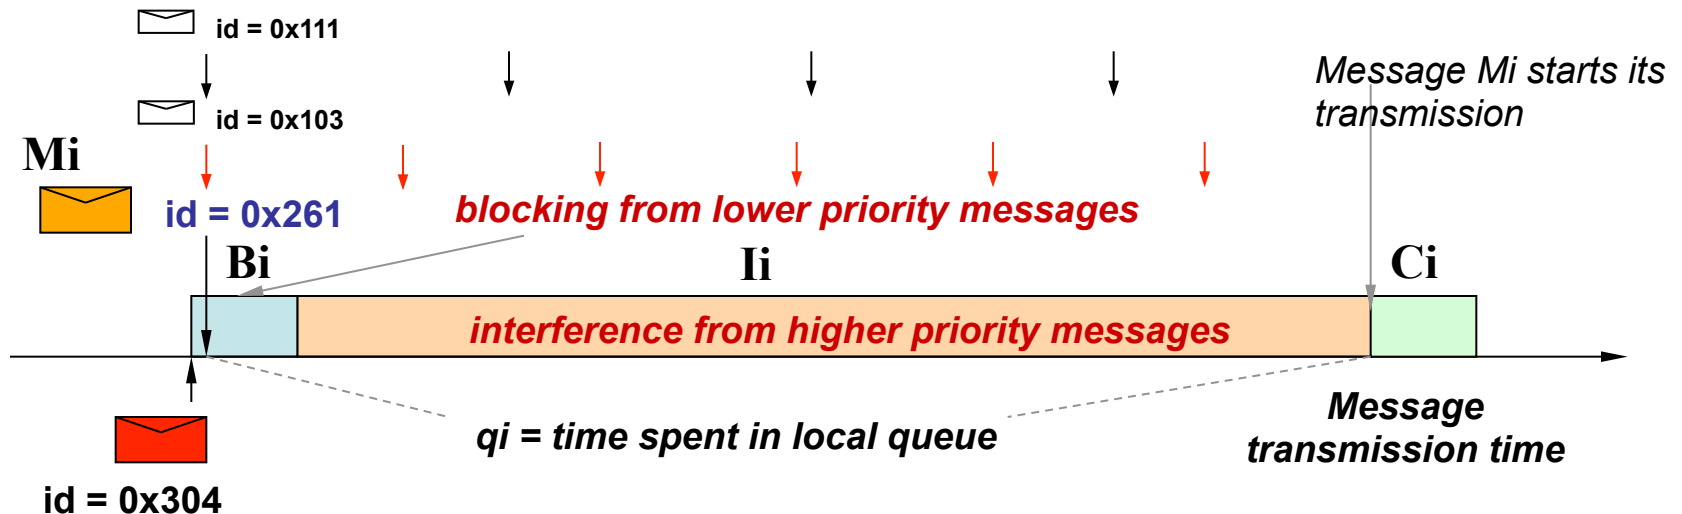 id = 0x111
Message Mi starts its
transmission
id = 0x103
Mi
id = 0x261
blocking from lower priority messages
Bi
Ii
Ci
interference from higher priority messages
qi = time spent in local queue
Message
transmission time
id = 0x304